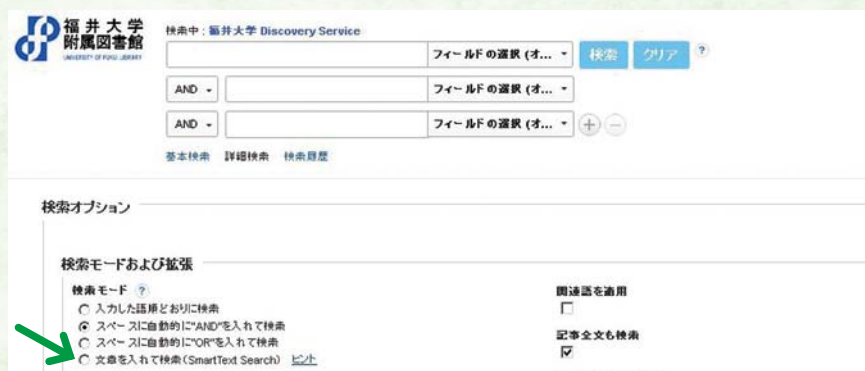 福井大学
附属図書館
UNIVERSITY OF FUKUI LIBRARY
検索中 : 福井大学 Discovery Service
フィールドの選択 (オ...
検索
クリア
?
AND
フィールドの選択 (オ...
AND
フィールドの選択 (オ...
+
−
基本検索 詳細検索 検索履歴
検索オプション
検索モードおよび拡張
検索モード ?
入力した語順どおりに検索
スペースに自動的に"AND"を入れて検索
スペースに自動的に"OR"を入れて検索
文章を入れて検索(SmartText Search) ヒント
関連語を適用
記事全文も検索